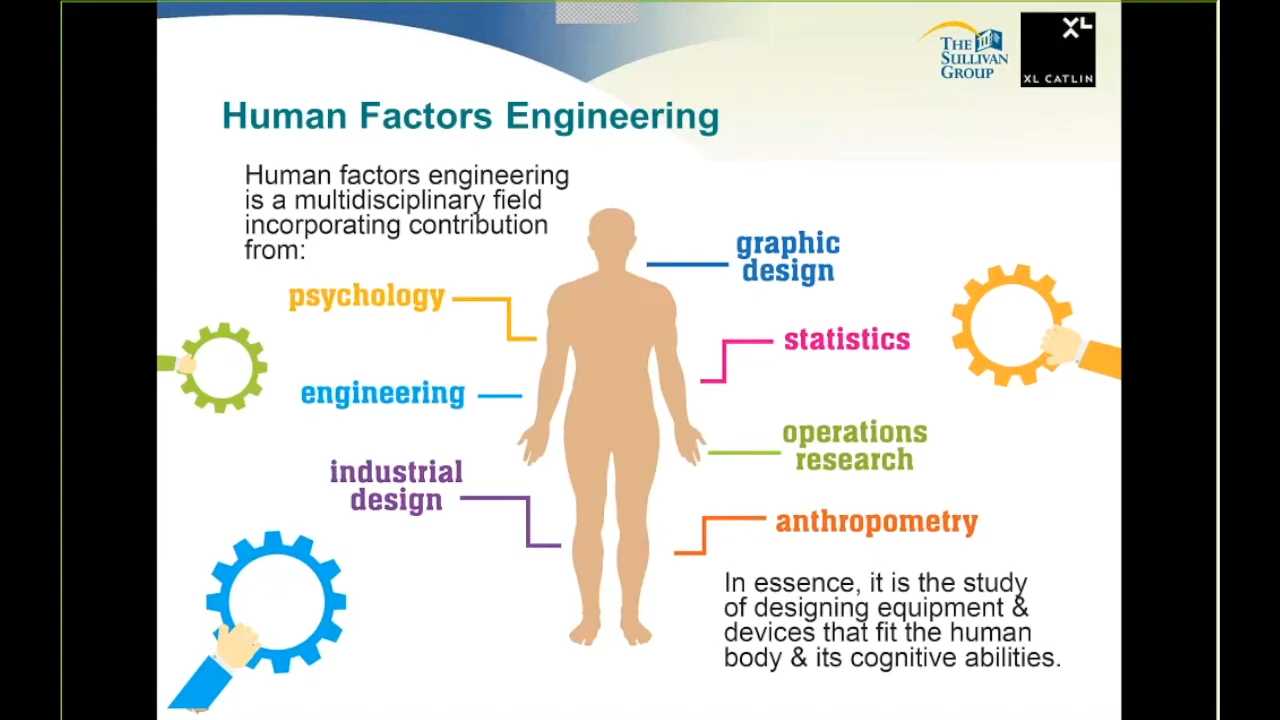 THE
SULLIVAN
GROUP
XL
XL CATLIN
Human Factors Engineering
Human factors engineering
is a multidisciplinary field
incorporating contribution
from:
graphic
design
psychology
statistics
engineering
operations
research
industrial
design
anthropometry
In essence, it is the study
of designing equipment &
devices that fit the human
body & its cognitive abilities.